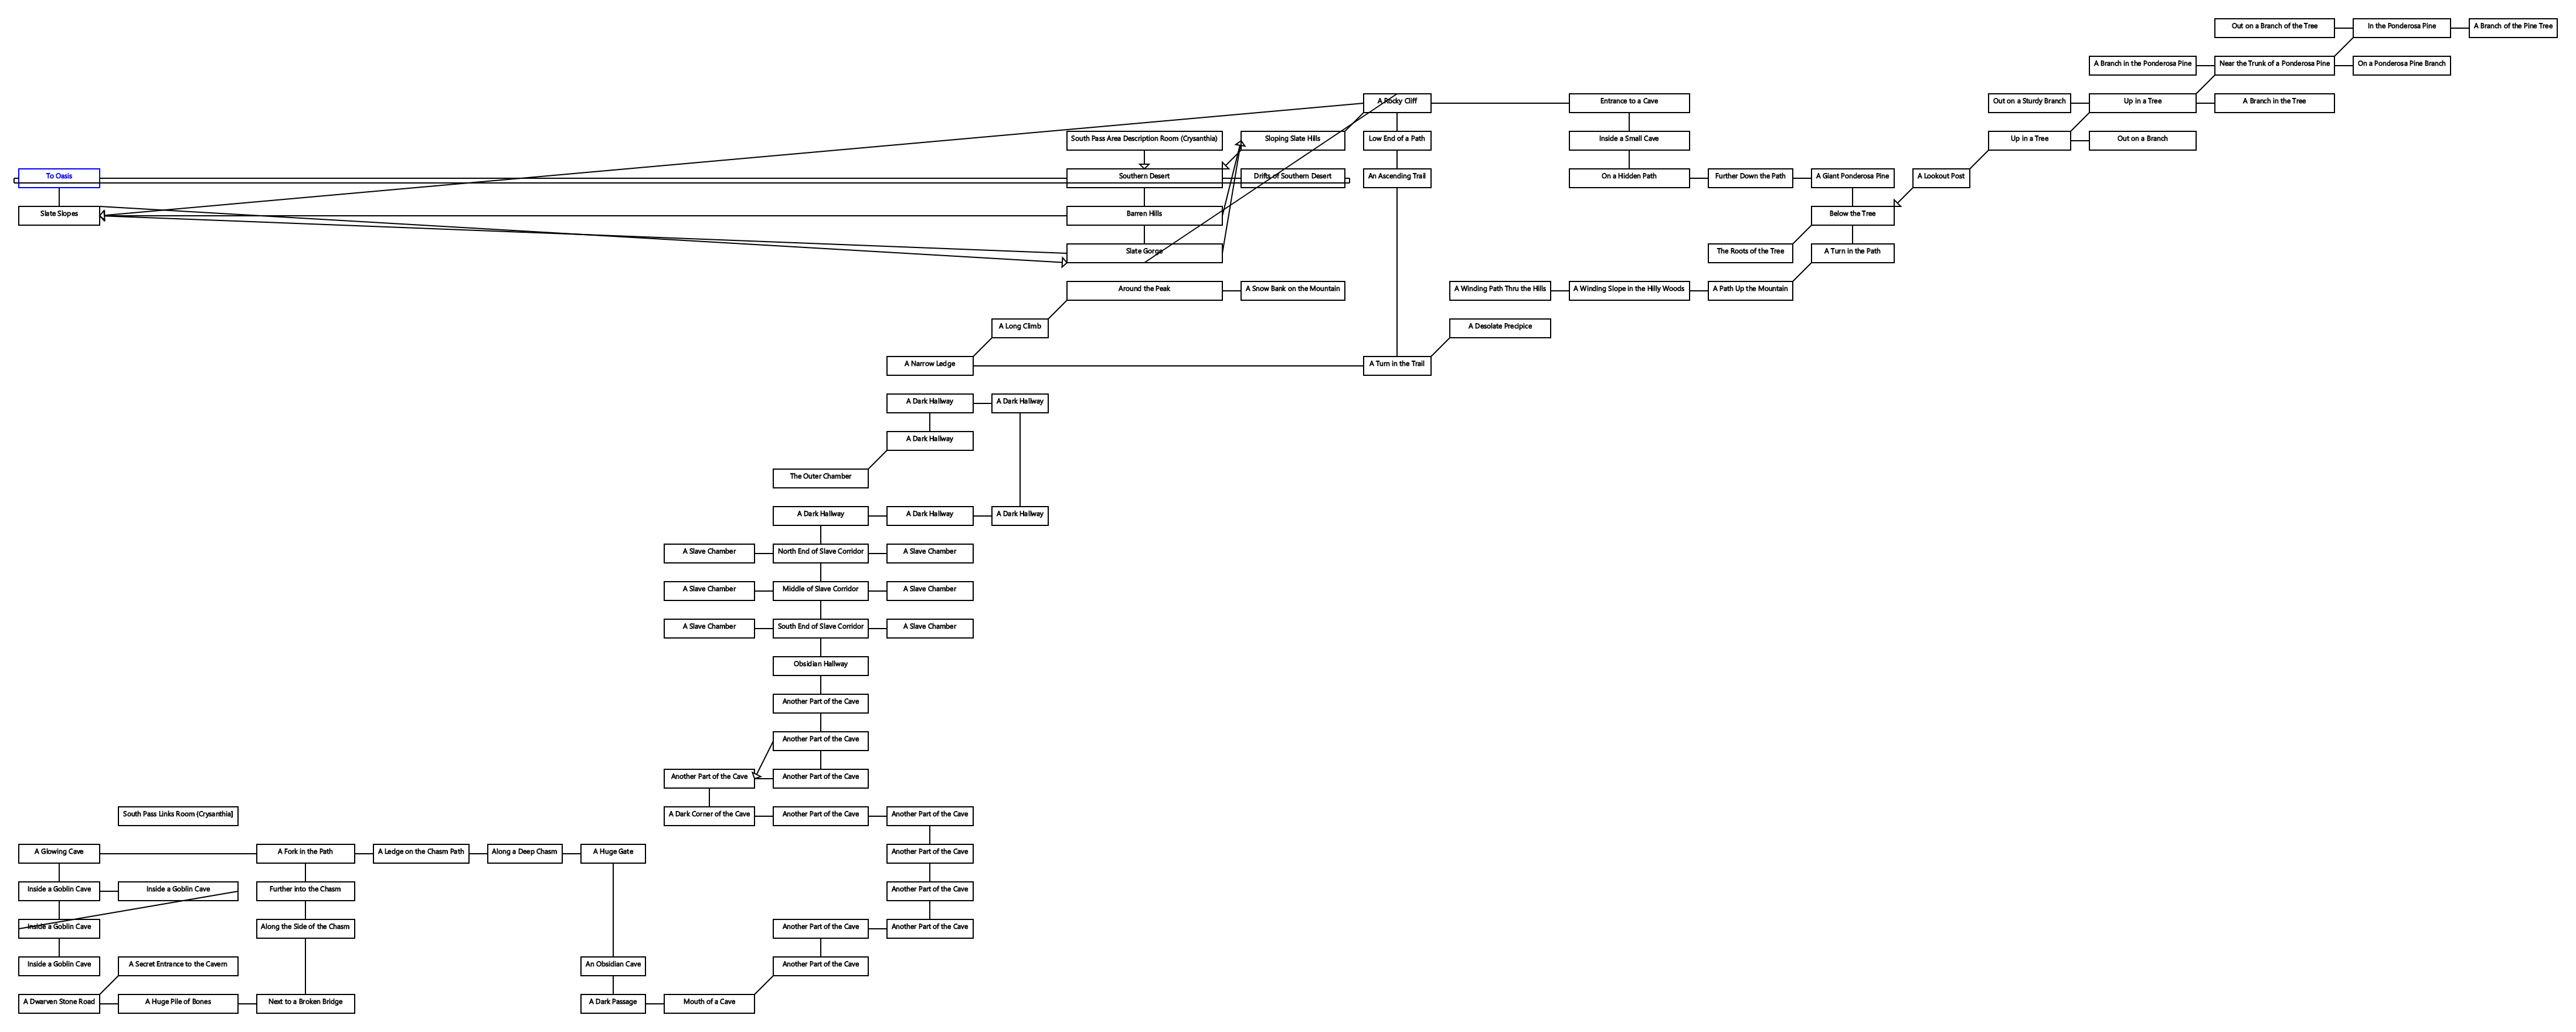 Out on a Branch of the Tree
In the Ponderosa Pine
A Branch of the Pine Tree
A Branch in the Ponderosa Pine
Near the Trunk of a Ponderosa Pine
On a Ponderosa Pine Branch
A Rocky Cliff
Entrance to a Cave
Out on a Sturdy Branch
Up in a Tree
A Branch in the Tree
South Pass Area Description Room (Crysanthia)
Sloping Slate Hills
Low End of a Path
Inside a Small Cave
Up in a Tree
Out on a Branch
To Oasis
Southern Desert
Drifts of Southern Desert
An Ascending Trail
On a Hidden Path
Further Down the Path
A Giant Ponderosa Pine
A Lookout Post
Slate Slopes
Barren Hills
Below the Tree
Slate Gorge
The Roots of the Tree
A Turn in the Path
Around the Peak
A Snow Bank on the Mountain
A Winding Path Thru the Hills
A Winding Slope in the Hilly Woods
A Path Up the Mountain
A Long Climb
A Desolate Precipice
A Narrow Ledge
A Turn in the Trail
A Dark Hallway
A Dark Hallway
A Dark Hallway
The Outer Chamber
A Dark Hallway
A Dark Hallway
A Dark Hallway
A Slave Chamber
North End of Slave Corridor
A Slave Chamber
A Slave Chamber
Middle of Slave Corridor
A Slave Chamber
A Slave Chamber
South End of Slave Corridor
A Slave Chamber
Obsidian Hallway
Another Part of the Cave
Another Part of the Cave
Another Part of the Cave
Another Part of the Cave
South Pass Links Room (Crysanthia)
A Dark Corner of the Cave
Another Part of the Cave
Another Part of the Cave
A Glowing Cave
A Fork in the Path
A Ledge on the Chasm Path
Along a Deep Chasm
A Huge Gate
Another Part of the Cave
Inside a Goblin Cave
Inside a Goblin Cave
Further into the Chasm
Another Part of the Cave
Inside a Goblin Cave
Along the Side of the Chasm
Another Part of the Cave
Another Part of the Cave
Inside a Goblin Cave
A Secret Entrance to the Cavern
An Obsidian Cave
Another Part of the Cave
A Dwarven Stone Road
A Huge Pile of Bones
Next to a Broken Bridge
A Dark Passage
Mouth of a Cave